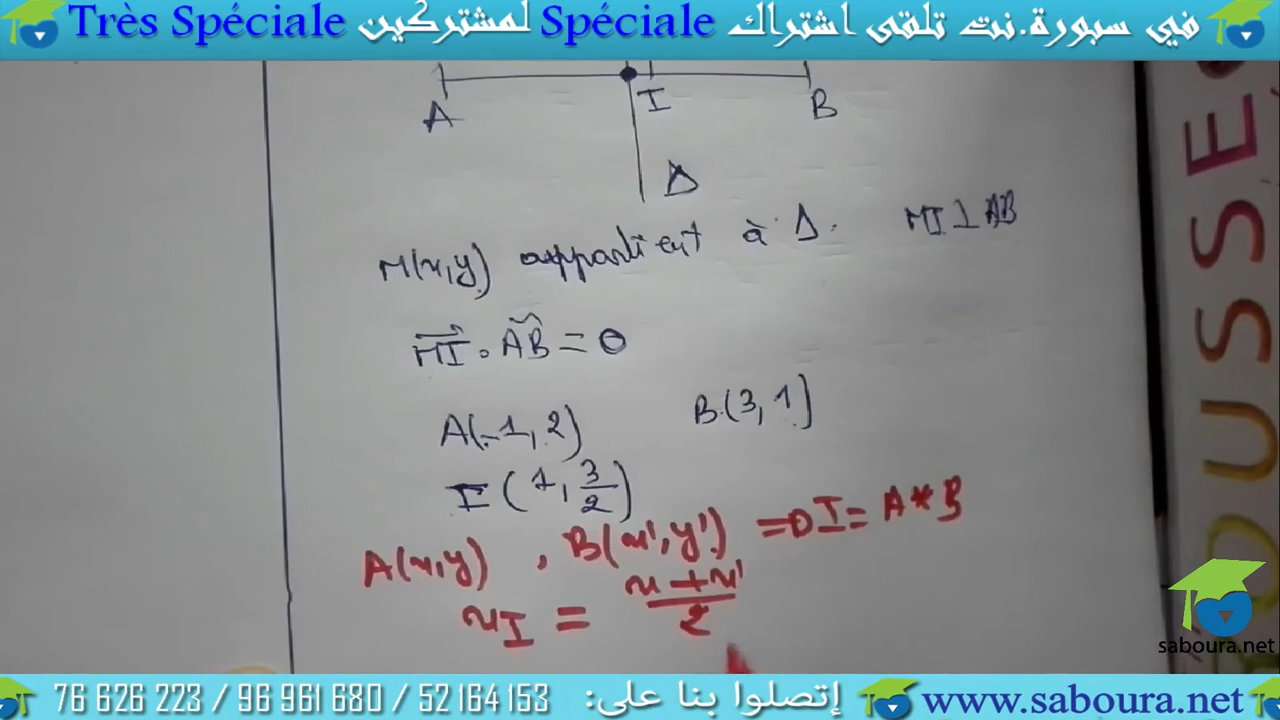 في سبورة.نت تلقى اشتراك Spéciale لمشتركين Très Spéciale
A I B
Δ
M(x,y) appartient à Δ. MI⊥AB
MI . AB = 0
A(-1,2) B(3,1)
I(1,3/2)
A(x,y) , B(x',y') => I = A * B
x_I = (x+x')/2
saboura.net
76 626 223 / 96 961 680 / 52 164 153 إتصلوا بنا على: www.saboura.net